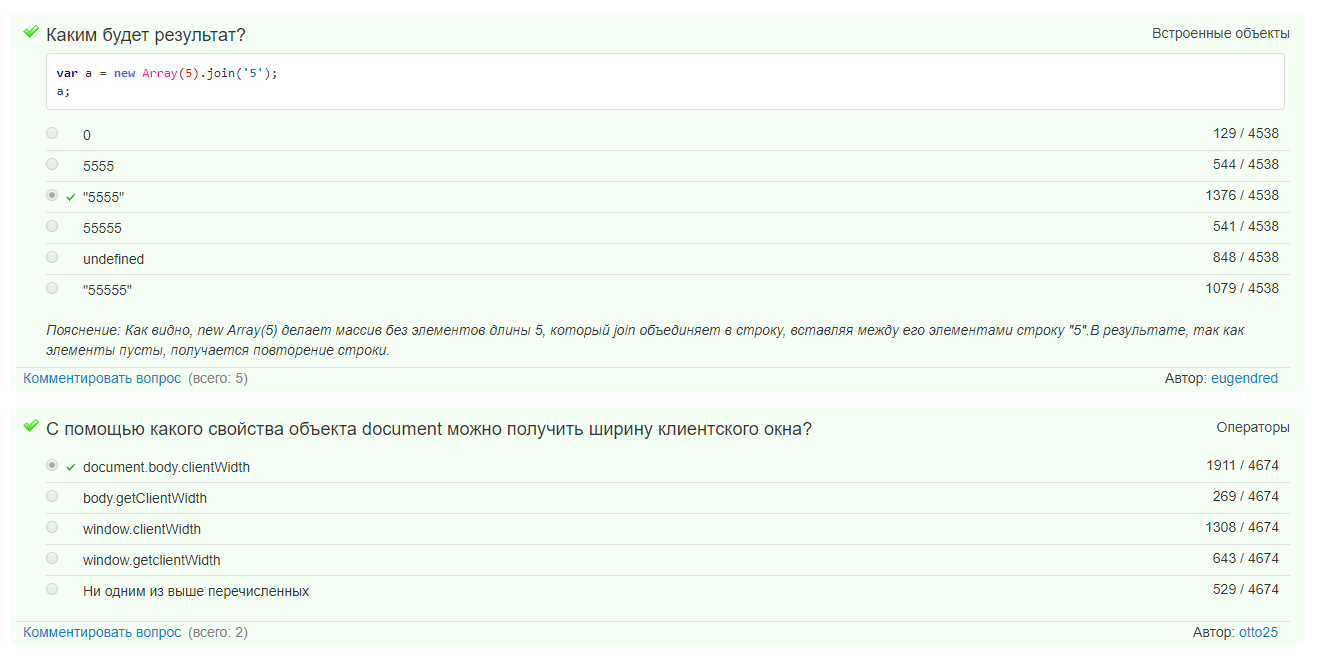 Каким будет результат?
Встроенные объекты
var a = new Array(5).join('5');
a;
0
129 / 4538
5555
544 / 4538
"5555"
1376 / 4538
55555
541 / 4538
undefined
848 / 4538
"55555"
1079 / 4538
Пояснение: Как видно, new Array(5) делает массив без элементов длины 5, который join объединяет в строку, вставляя между его элементами строку "5".В результате, так как
элементы пусты, получается повторение строки.
Комментировать вопрос (всего: 5)
Автор: eugendred
С помощью какого свойства объекта document можно получить ширину клиентского окна?
Операторы
document.body.clientWidth
1911 / 4674
body.getClientWidth
269 / 4674
window.clientWidth
1308 / 4674
window.getclientWidth
643 / 4674
Ни одним из выше перечисленных
529 / 4674
Комментировать вопрос (всего: 2)
Автор: otto25